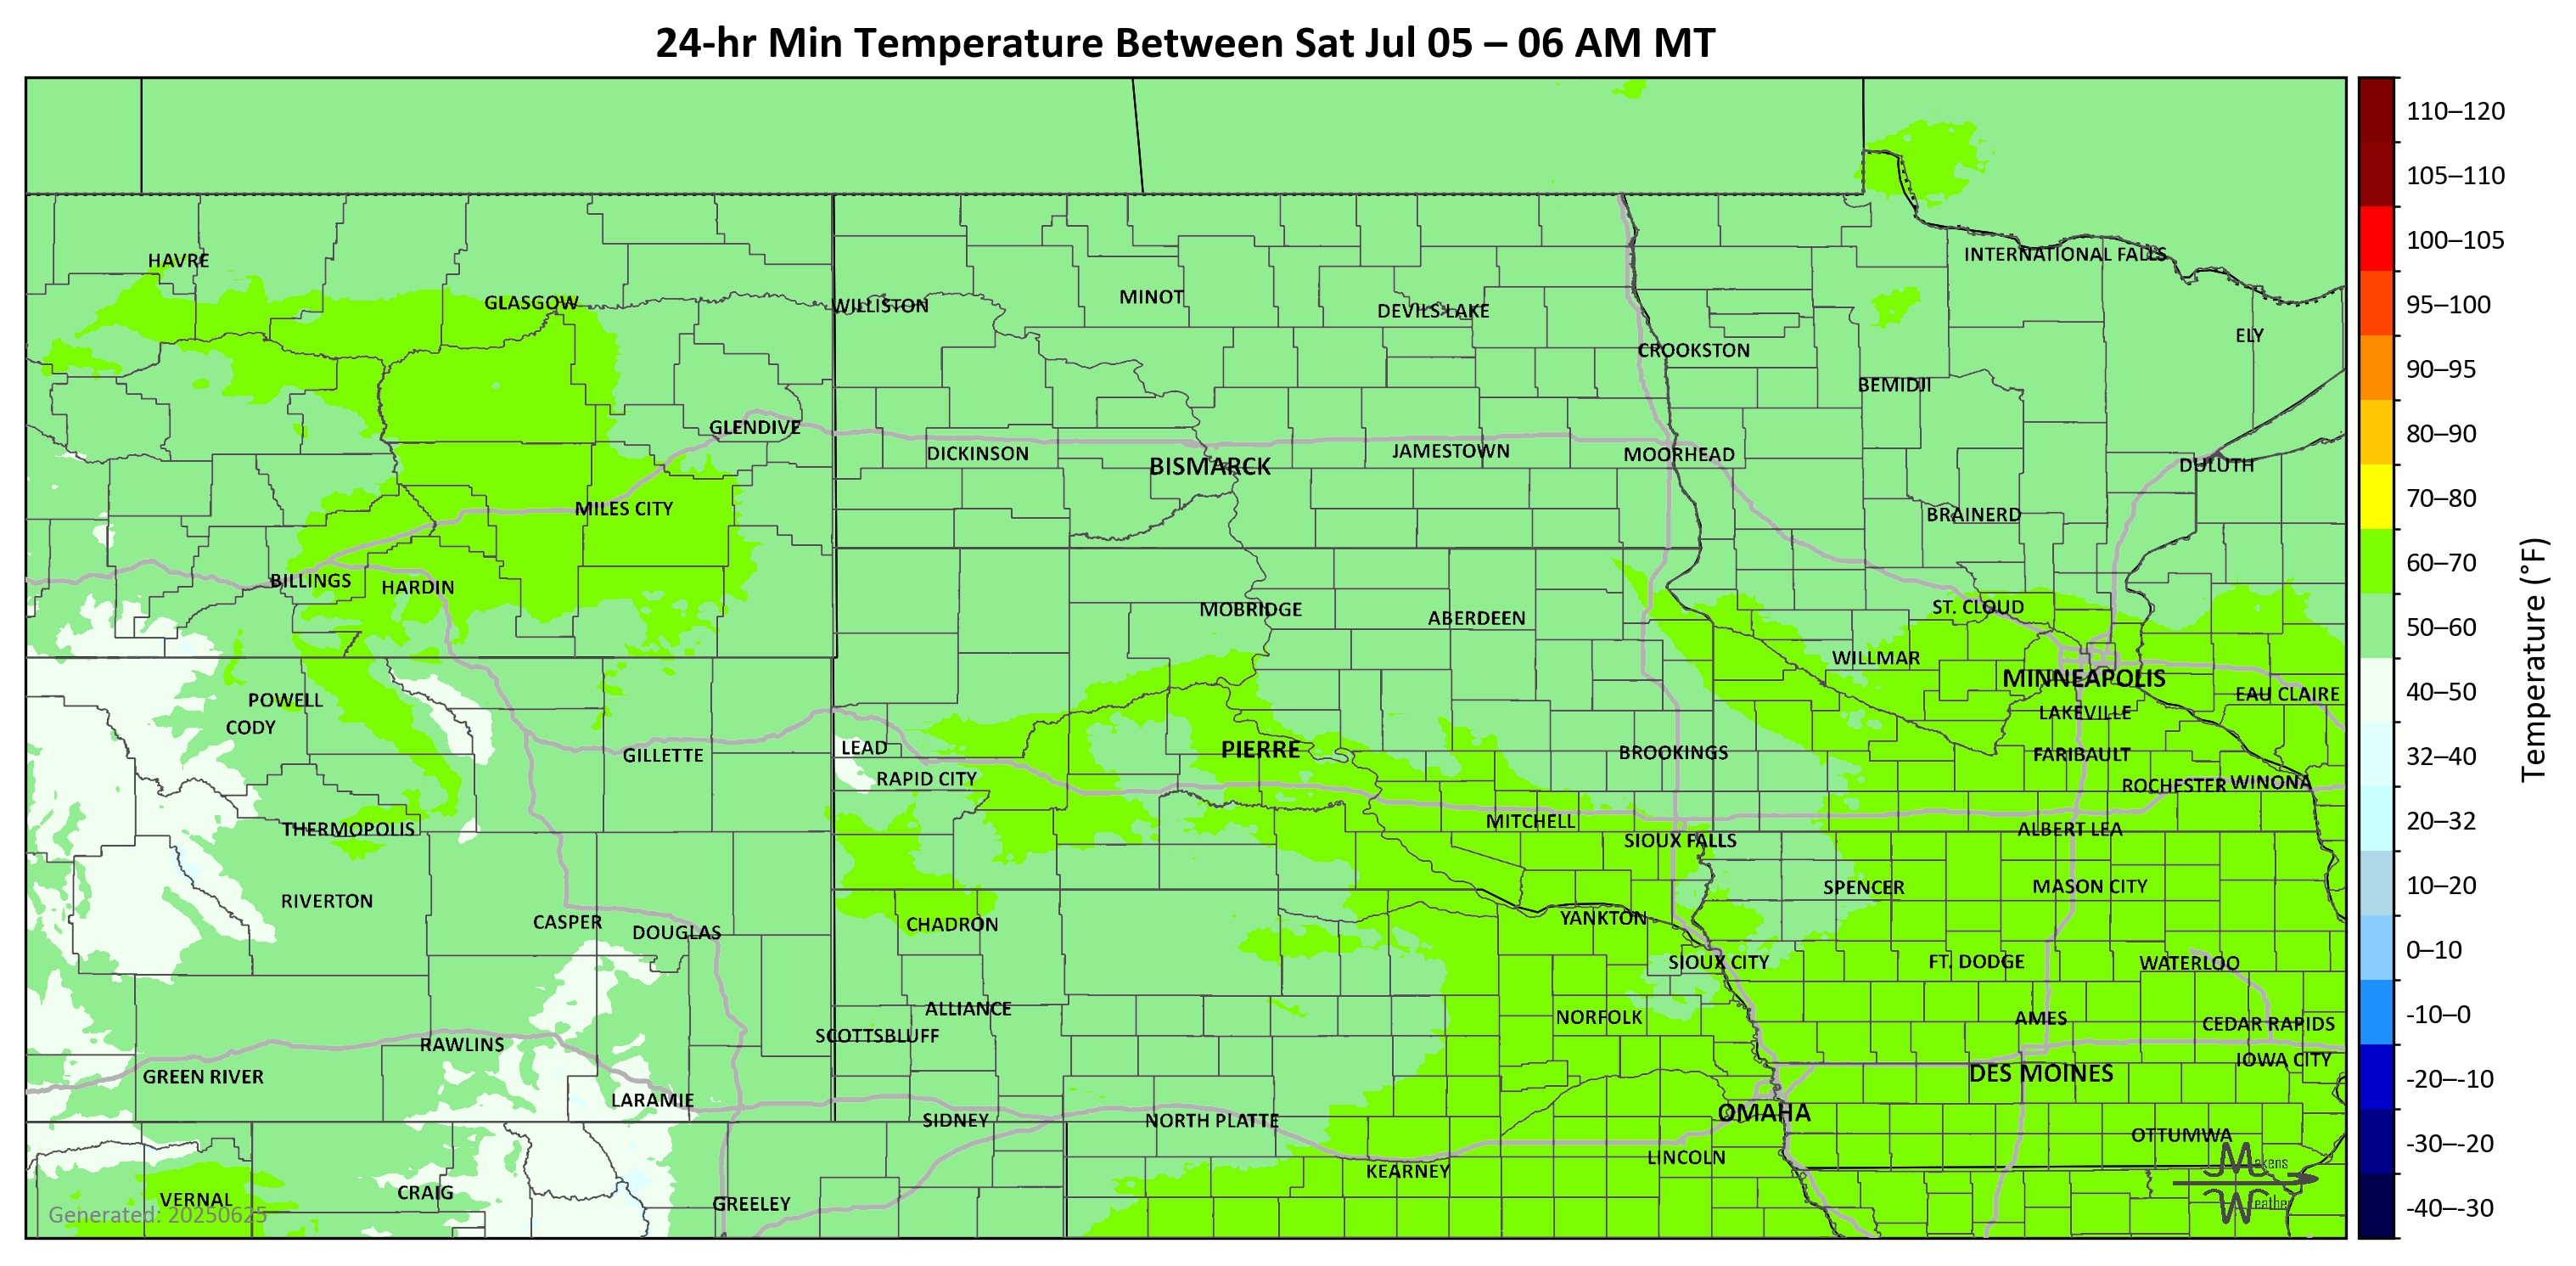 24-hr Min Temperature Between Sat Jul 05 – 06 AM MT
HAVRE
GLASGOW
WILLISTON
MINOT
DEVILS LAKE
INTERNATIONAL FALLS
CROOKSTON
ELY
BEMIDJI
GLENDIVE
DICKINSON
BISMARCK
JAMESTOWN
MOORHEAD
DULUTH
MILES CITY
BRAINERD
BILLINGS
HARDIN
MOBRIDGE
ABERDEEN
ST. CLOUD
WILLMAR
MINNEAPOLIS
POWELL
EAU CLAIRE
CODY
LAKEVILLE
GILLETTE
LEAD
PIERRE
BROOKINGS
FARIBAULT
RAPID CITY
ROCHESTER
WINONA
THERMOPOLIS
MITCHELL
ALBERT LEA
SIOUX FALLS
RIVERTON
SPENCER
MASON CITY
CASPER
DOUGLAS
CHADRON
YANKTON
SIOUX CITY
FT. DODGE
WATERLOO
ALLIANCE
NORFOLK
AMES
CEDAR RAPIDS
SCOTTSBLUFF
RAWLINS
IOWA CITY
GREEN RIVER
DES MOINES
LARAMIE
SIDNEY
NORTH PLATTE
OMAHA
OTTUMWA
LINCOLN
KEARNEY
VERNAL
CRAIG
GREELEY
Generated: 20250625
Makens
Weather
110–120
105–110
100–105
95–100
90–95
80–90
70–80
60–70
50–60
40–50
32–40
20–32
10–20
0–10
-10–0
-20–-10
-30–-20
-40–-30
Temperature (°F)